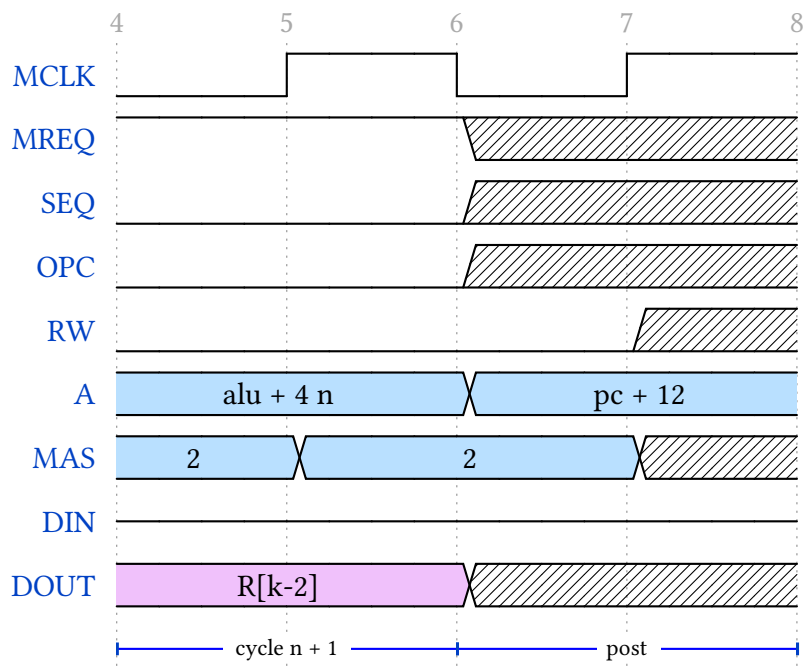 4 5 6 7 8
MCLK
MREQ
SEQ
OPC
RW
A alu + 4 n pc + 12
MAS 2 2
DIN
DOUT R[k-2]
cycle n + 1 post